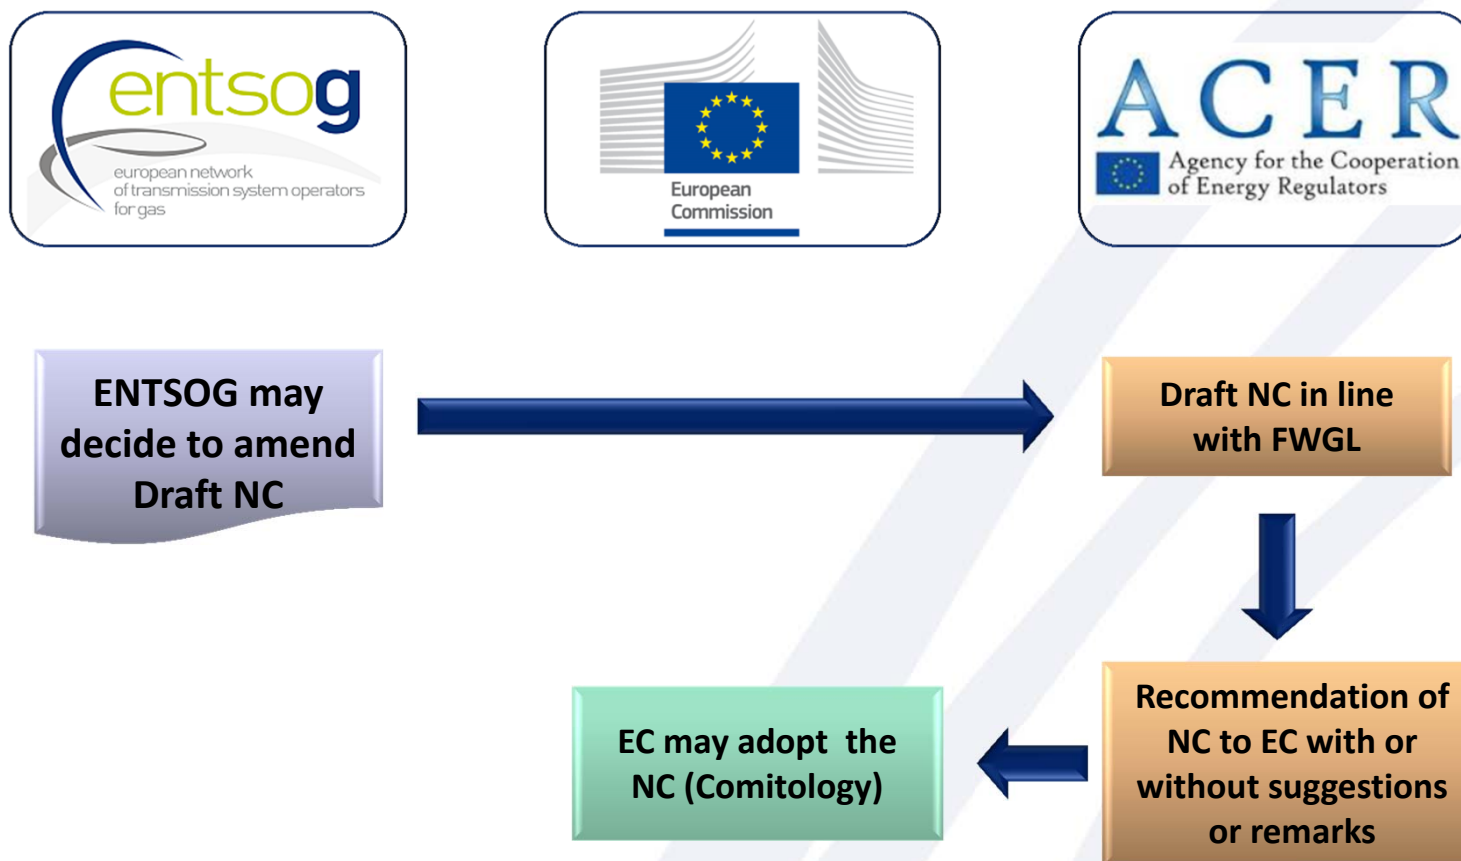 entsog
european network
of transmission system operators
for gas
European
Commission
ACER
Agency for the Cooperation
of Energy Regulators
ENTSOG may
decide to amend
Draft NC
Draft NC in line
with FWGL
Recommendation of
NC to EC with or
without suggestions
or remarks
EC may adopt the
NC (Comitology)